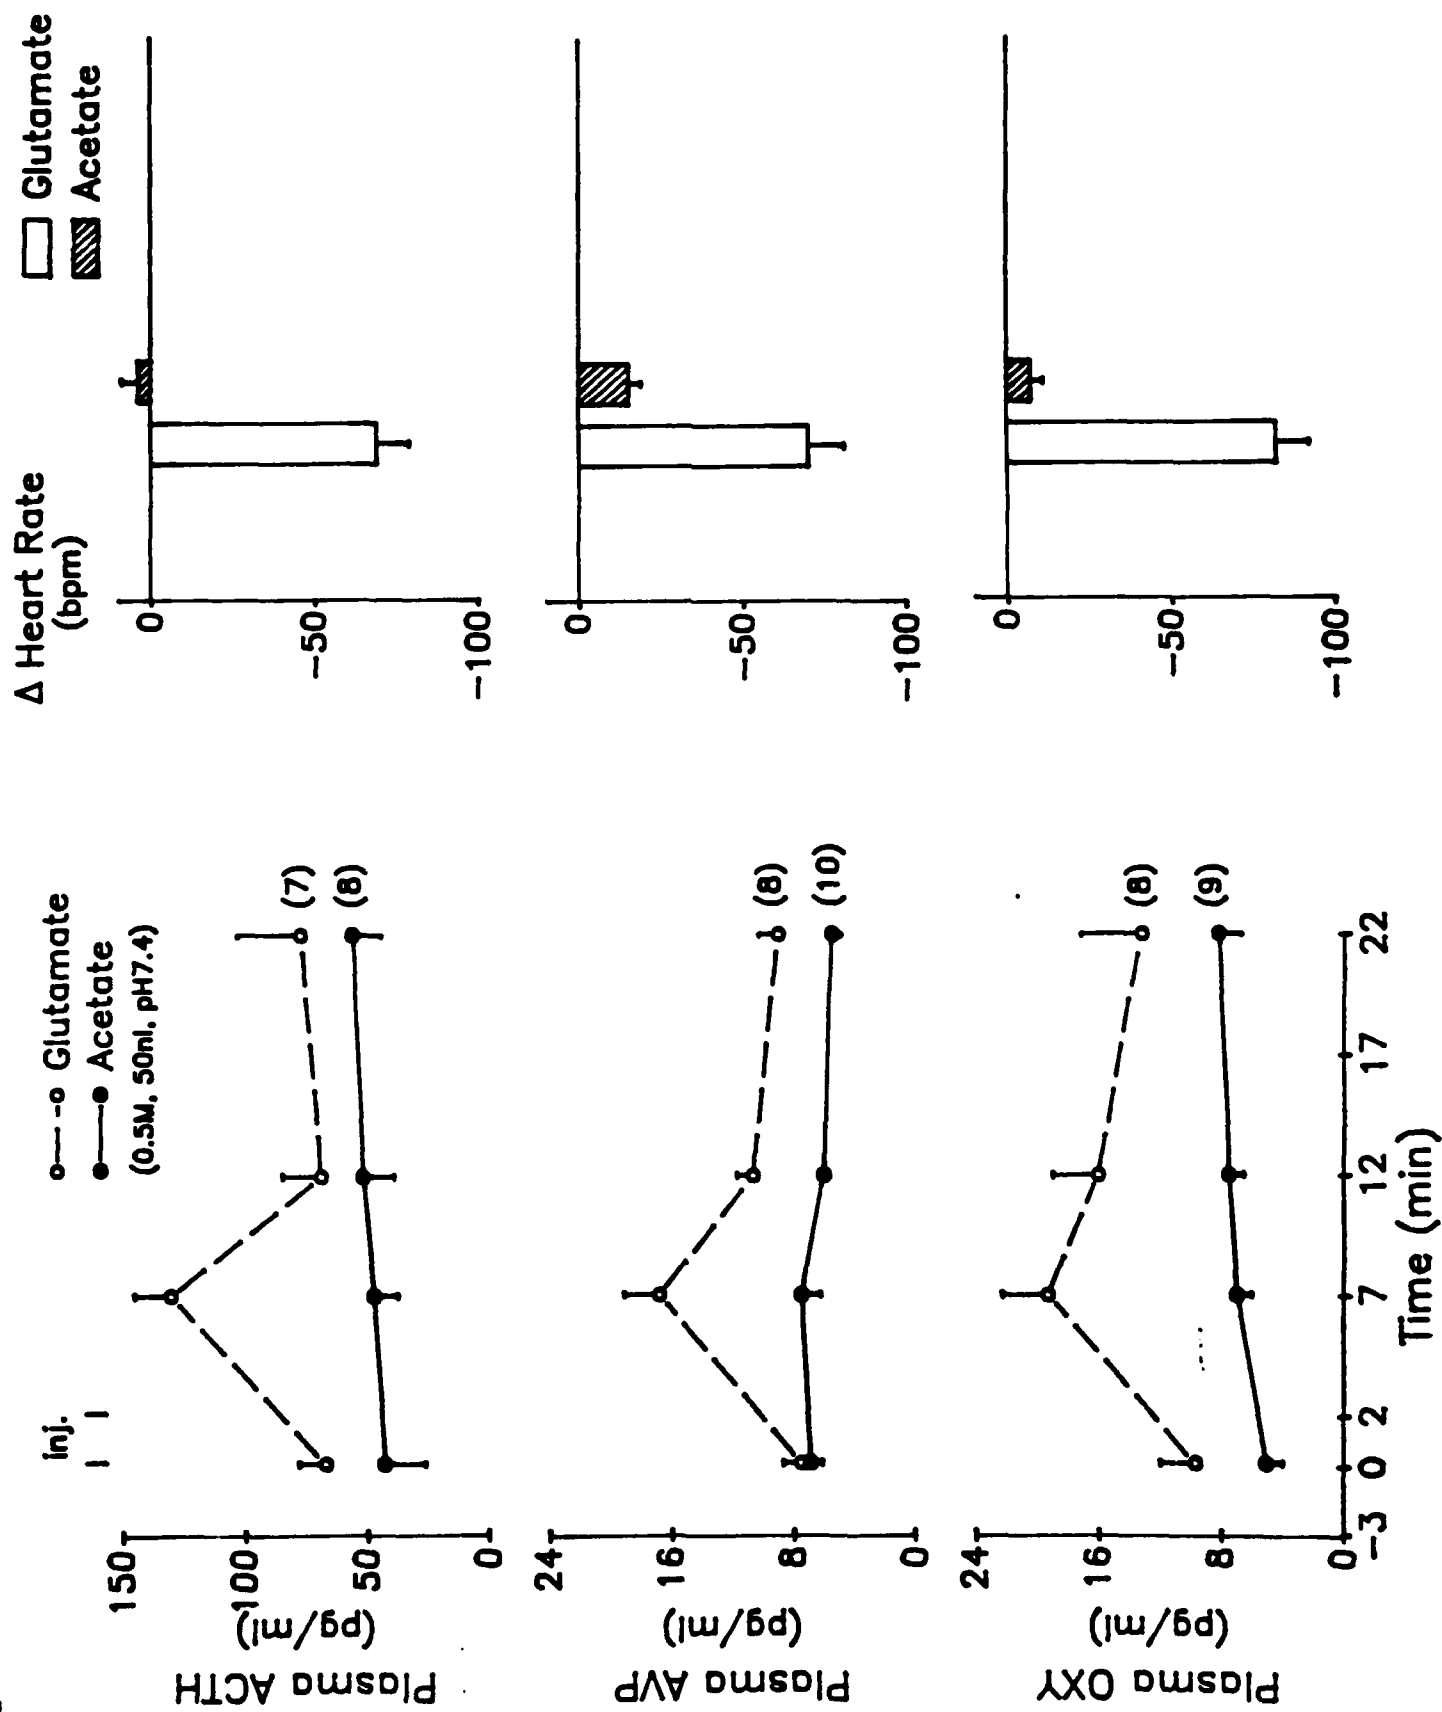 inj.
Glutamate
Acetate
(0.5M, 50nl, pH7.4)
Plasma ACTH
(pg/ml)
150
100
50
0
(7)
(8)
Plasma AVP
(pg/ml)
24
16
8
0
(8)
(10)
Plasma OXY
(pg/ml)
24
16
8
0
(8)
(9)
-3 0 2 7 12 17 22
Time (min)
Δ Heart Rate
(bpm)
Glutamate
Acetate
0
-50
-100
0
-50
-100
0
-50
-100